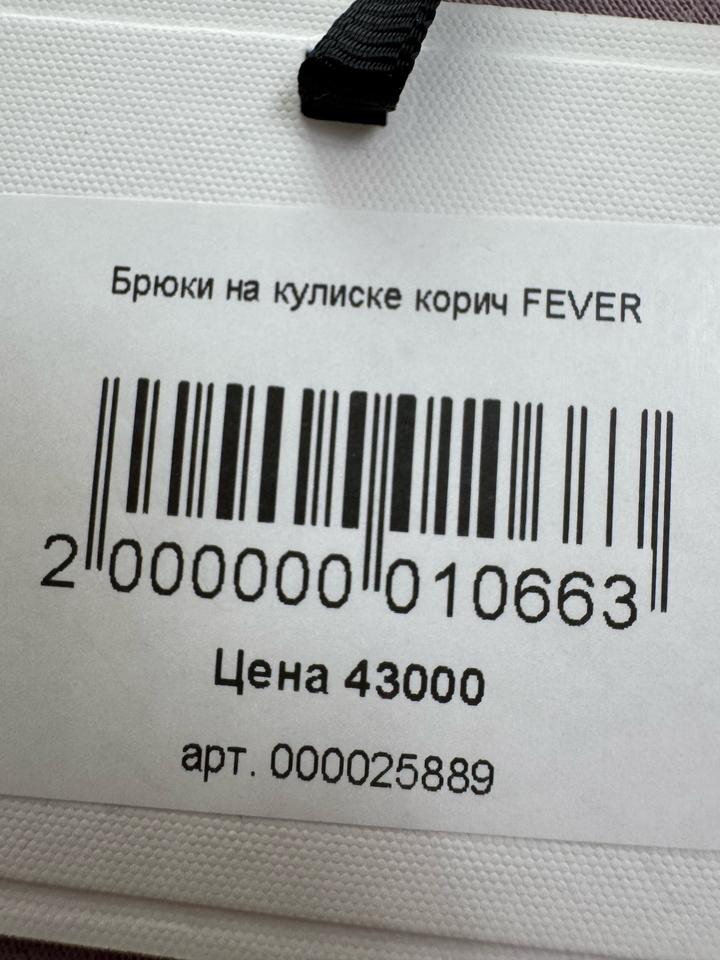 Брюки на кулиске корич FEVER
2 000000 010663
Цена 43000
арт. 000025889